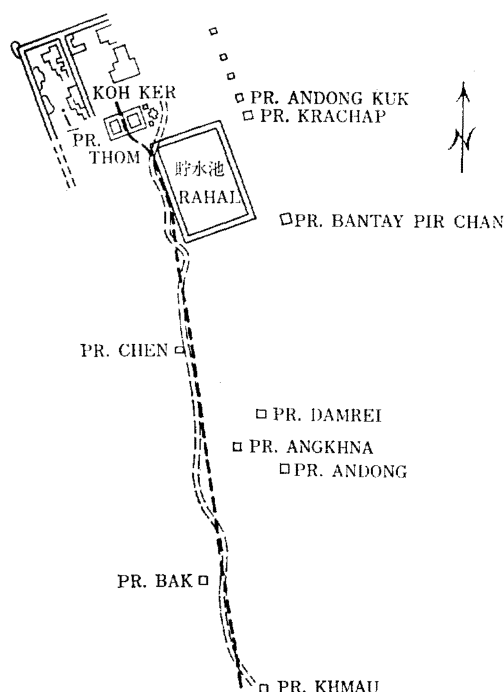 KOH KER
PR. ANDONG KUK
PR. KRACHAP
PR.
THOM
貯水池
RAHAL
N
PR. BANTAY PIR CHAN
PR. CHEN
PR. DAMREI
PR. ANGKHNA
PR. ANDONG
PR. BAK
PR. KHMAU